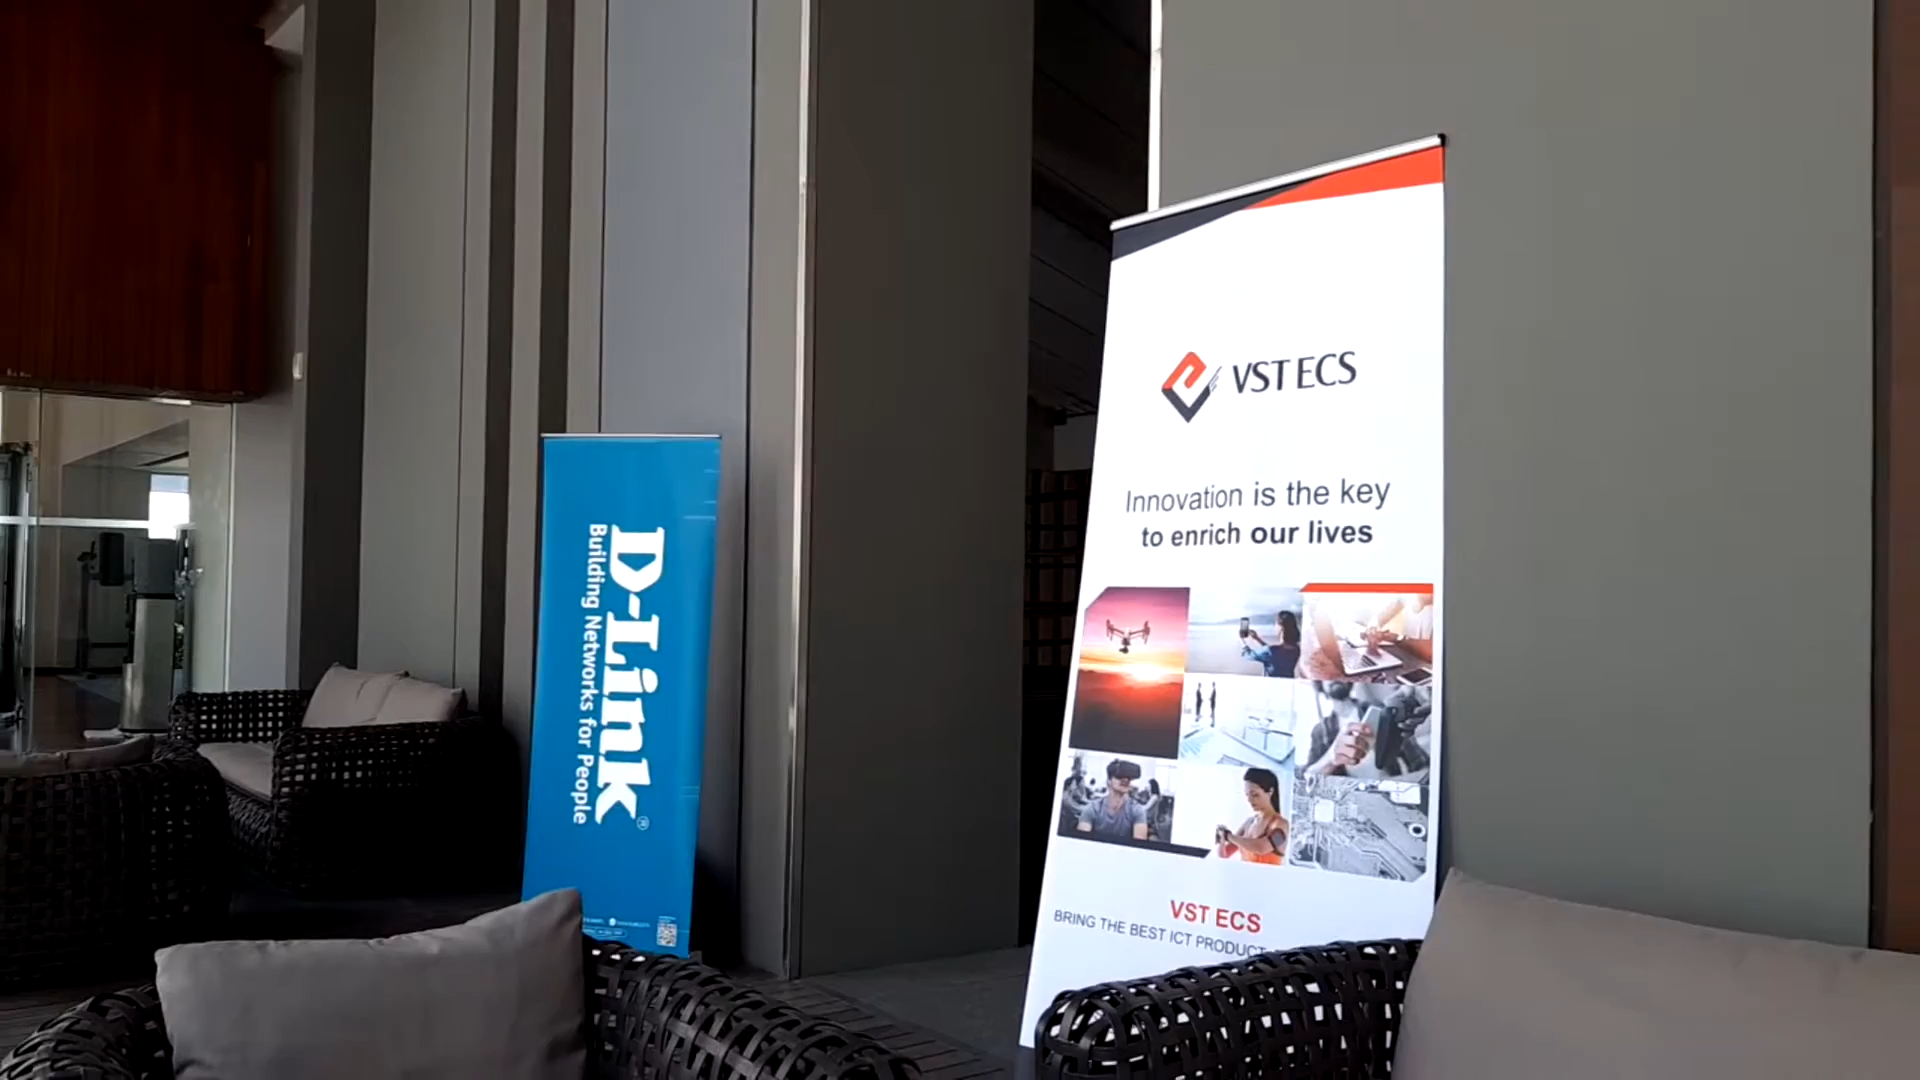 D-Link®
Building Networks for People
VST ECS
Innovation is the key
to enrich our lives
VST ECS
BRING THE BEST ICT PRODUCT